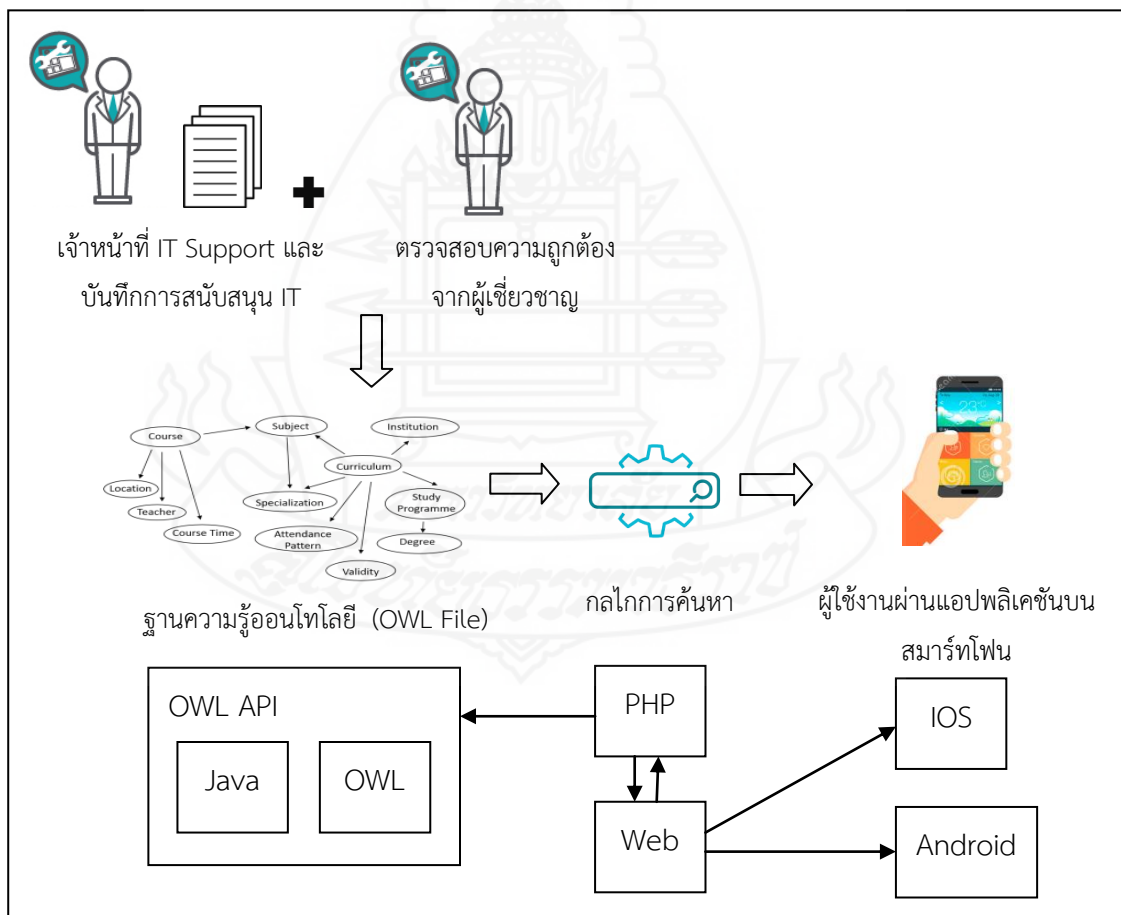 เจ้าหน้าที่ IT Support และ
บันทึกการสนับสนุน IT
ตรวจสอบความถูกต้อง
จากผู้เชี่ยวชาญ
Course
Subject
Institution
Curriculum
Location
Teacher
Course Time
Specialization
Attendance
Pattern
Validity
Study
Programme
Degree
ฐานความรู้ออนโทโลยี (OWL File)
กลไกการค้นหา
ผู้ใช้งานผ่านแอปพลิเคชันบน
สมาร์ทโฟน
OWL API
Java
OWL
PHP
Web
IOS
Android